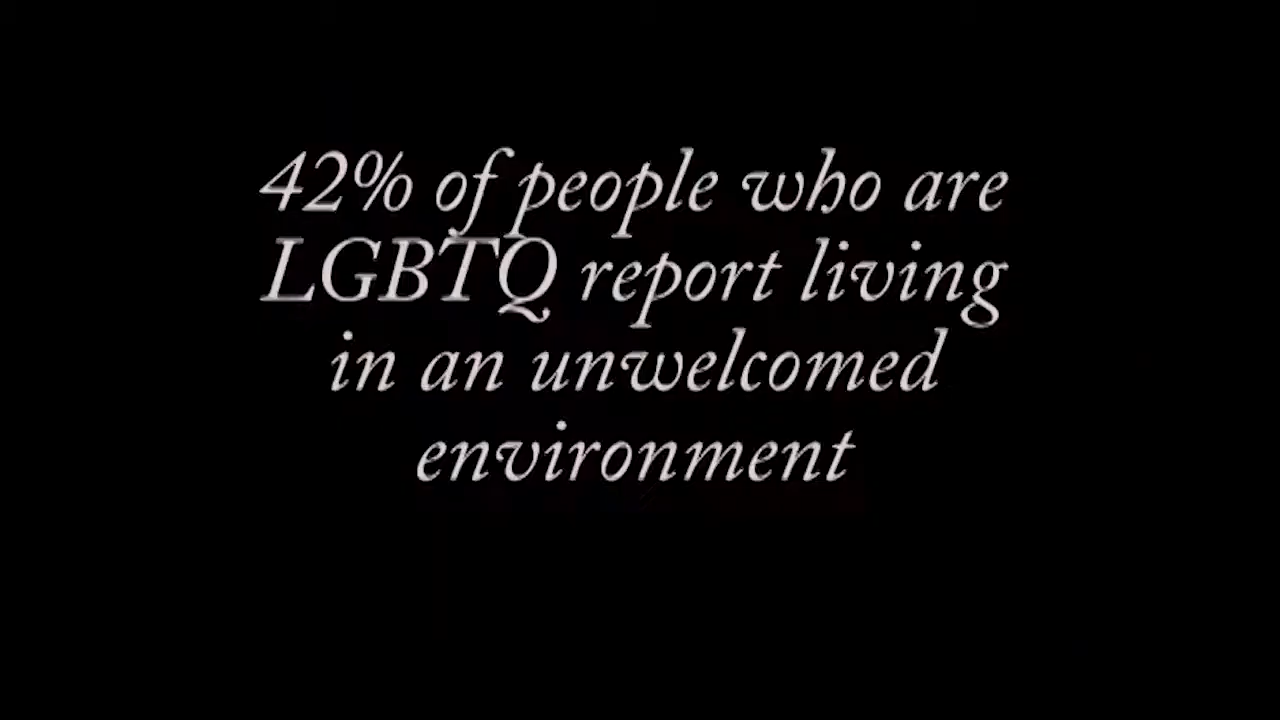 42% of people who are
LGBTQ report living
in an unwelcomed
environment